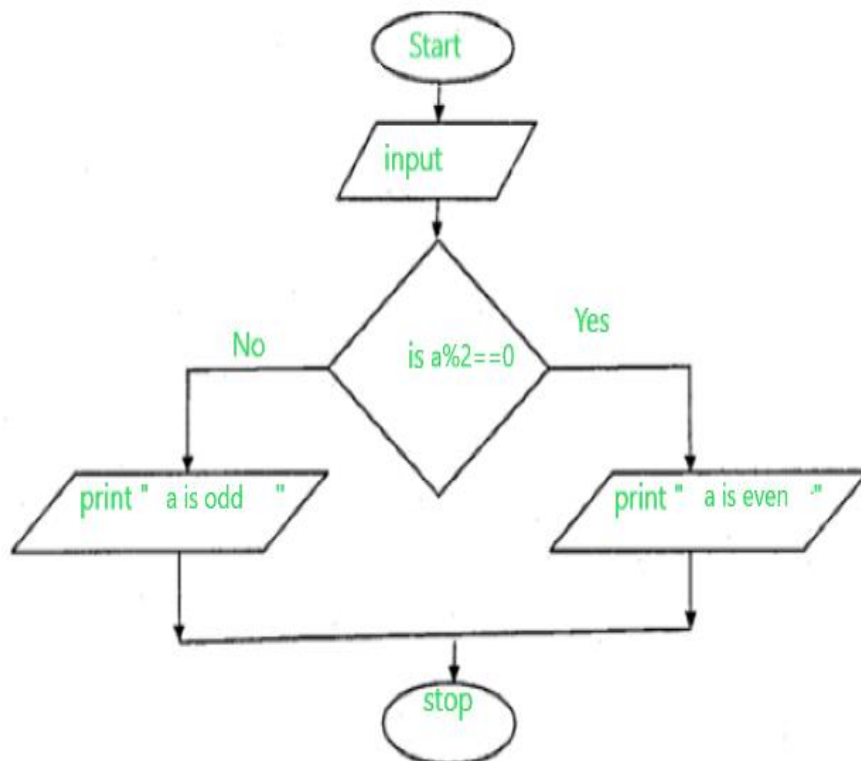 Start
input
is a%2==0
No
Yes
print " a is odd "
print " a is even "
stop